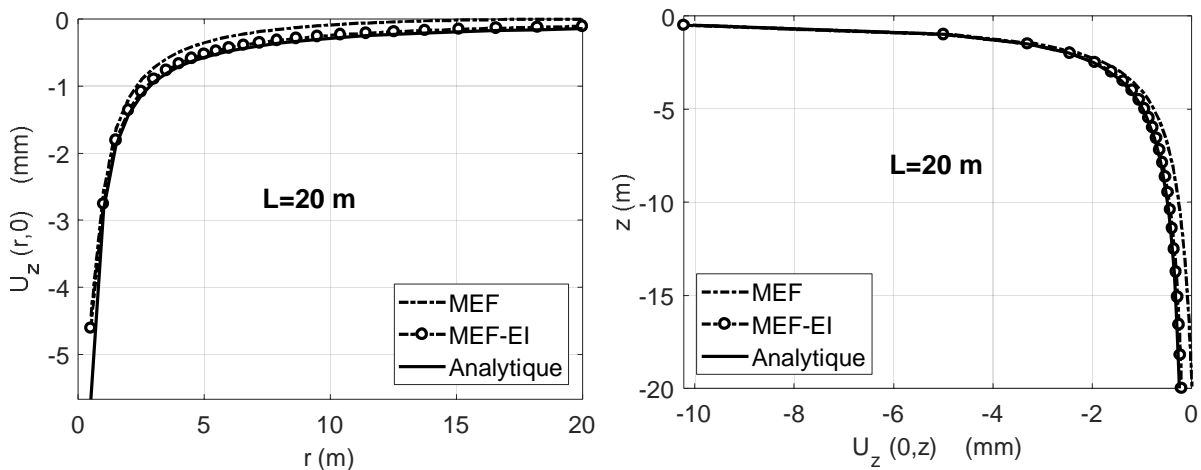 0
-1
-2
-3
-4
-5
U_z (r,0) (mm)
L=20 m
MEF
MEF-EI
Analytique
0 5 10 15 20
r (m)
0
-5
-10
-15
-20
z (m)
L=20 m
MEF
MEF-EI
Analytique
-10 -8 -6 -4 -2 0
U_z (0,z) (mm)